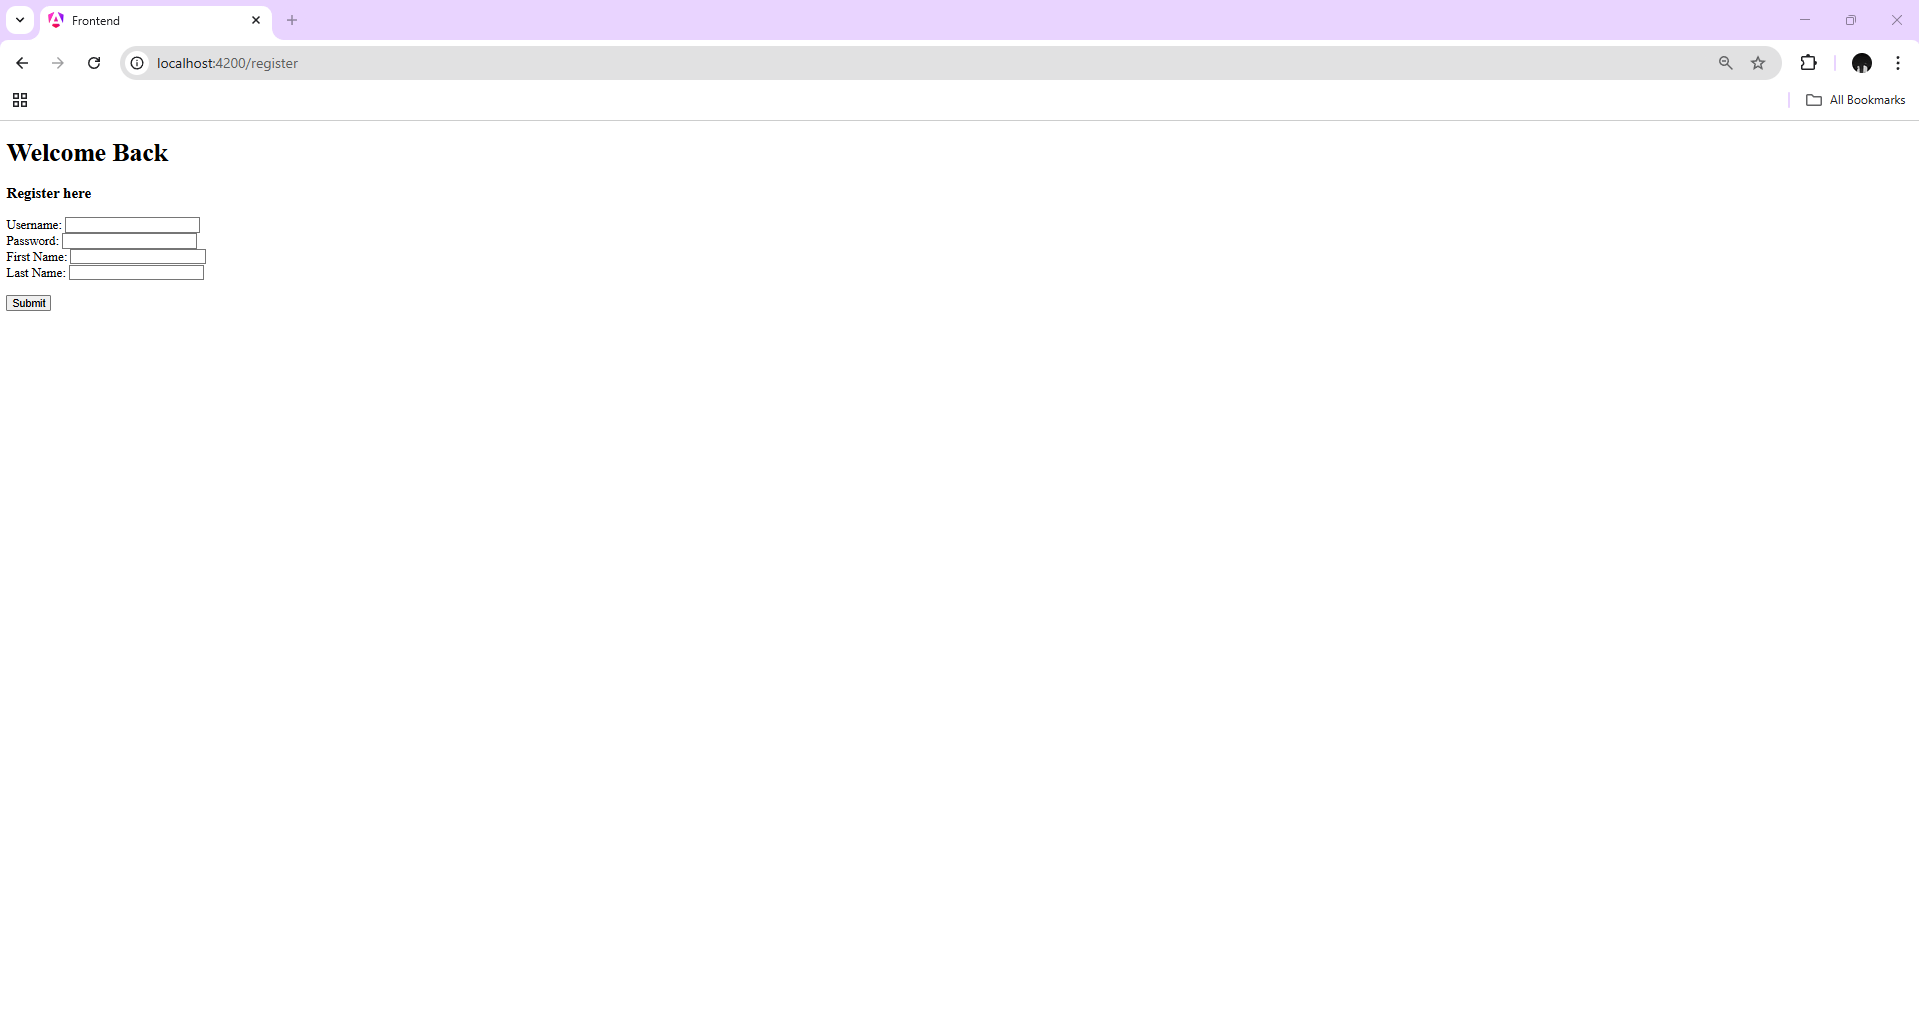 Frontend
localhost:4200/register
All Bookmarks
Welcome Back
Register here
Username:
Password:
First Name:
Last Name:
Submit